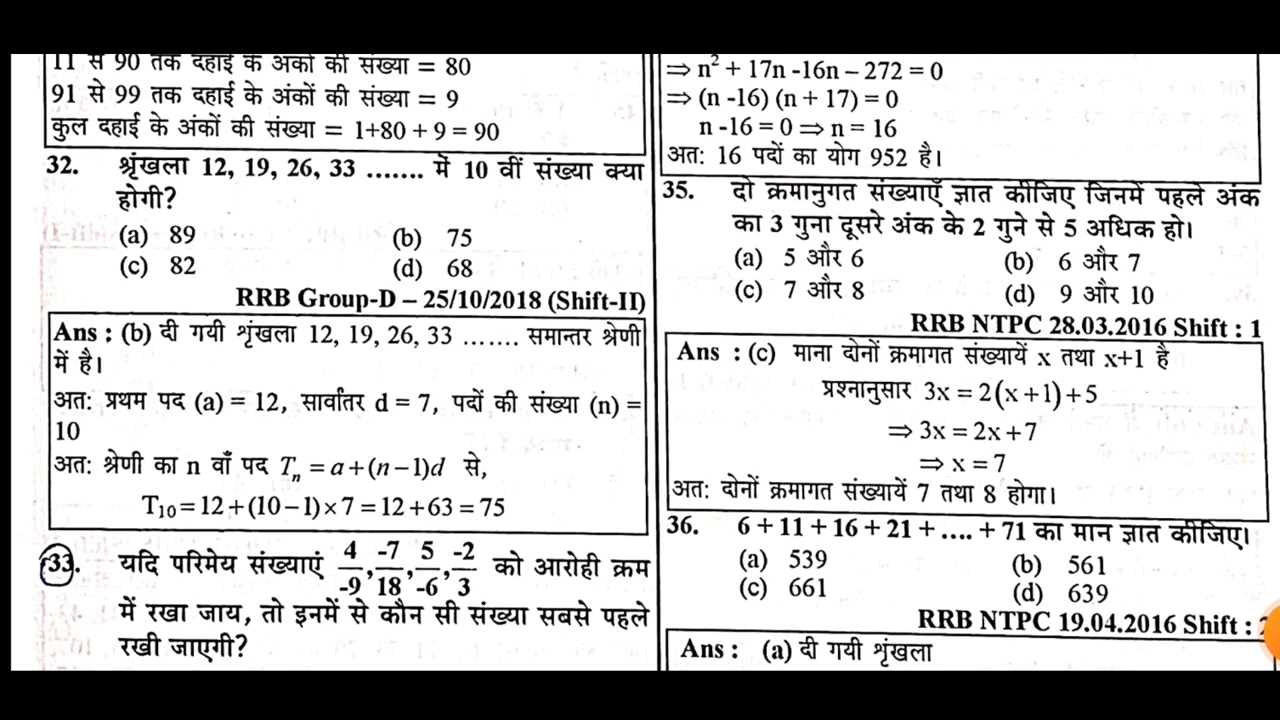 11 से 90 तक दहाई के अंकों की संख्या = 80
91 से 99 तक दहाई के अंकों की संख्या = 9
कुल दहाई के अंकों की संख्या = 1+80 + 9 = 90
32. श्रृंखला 12, 19, 26, 33 ....... में 10 वीं संख्या क्या
होगी?
(a) 89 (b) 75
(c) 82 (d) 68
RRB Group-D – 25/10/2018 (Shift-II)
Ans : (b) दी गयी शृंखला 12, 19, 26, 33 ....... समान्तर श्रेणी
में है।
अत: प्रथम पद (a) = 12, सार्वांतर d = 7, पदों की संख्या (n) =
10
अत: श्रेणी का n वाँ पद Tₙ = a+(n−1)d से,
T₁₀ = 12+(10−1)×7 = 12+63 = 75
33. यदि परिमेय संख्याएं 4/-9, -7/18, 5/-6, -2/3 को आरोही क्रम
में रखा जाय, तो इनमें से कौन सी संख्या सबसे पहले
रखी जाएगी?
⇒ n² + 17n -16n – 272 = 0
⇒ (n -16) (n + 17) = 0
n -16 = 0 ⇒ n = 16
अत: 16 पदों का योग 952 है।
35. दो क्रमानुगत संख्याएँ ज्ञात कीजिए जिनमें पहले अंक
का 3 गुना दूसरे अंक के 2 गुने से 5 अधिक हो।
(a) 5 और 6 (b) 6 और 7
(c) 7 और 8 (d) 9 और 10
RRB NTPC 28.03.2016 Shift : 1
Ans : (c) माना दोनों क्रमागत संख्यायें x तथा x+1 है
प्रश्नानुसार 3x = 2(x+1)+5
⇒ 3x = 2x+7
⇒ x = 7
अत: दोनों क्रमागत संख्यायें 7 तथा 8 होगा।
36. 6 + 11 + 16 + 21 + .... + 71 का मान ज्ञात कीजिए।
(a) 539 (b) 561
(c) 661 (d) 639
RRB NTPC 19.04.2016 Shift :
Ans : (a) दी गयी शृंखला